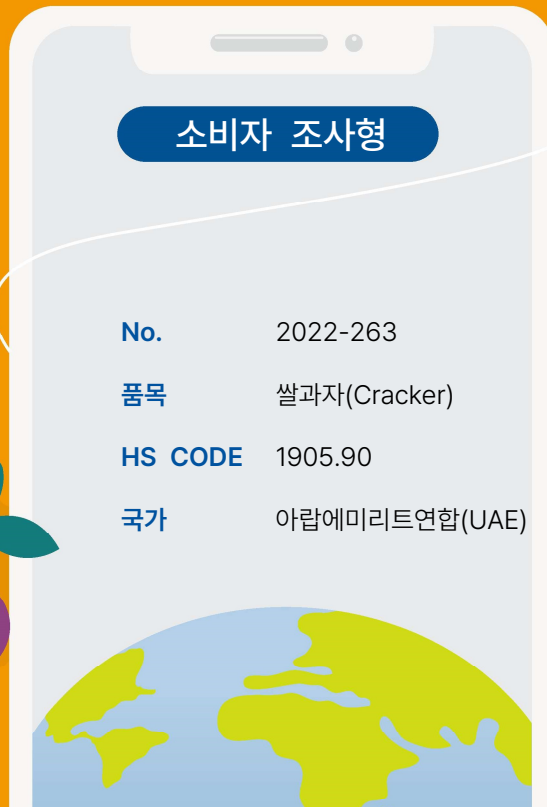 소비자 조사형
No. 2022-263
품목 쌀과자(Cracker)
HS CODE 1905.90
국가 아랍에미리트연합(UAE)